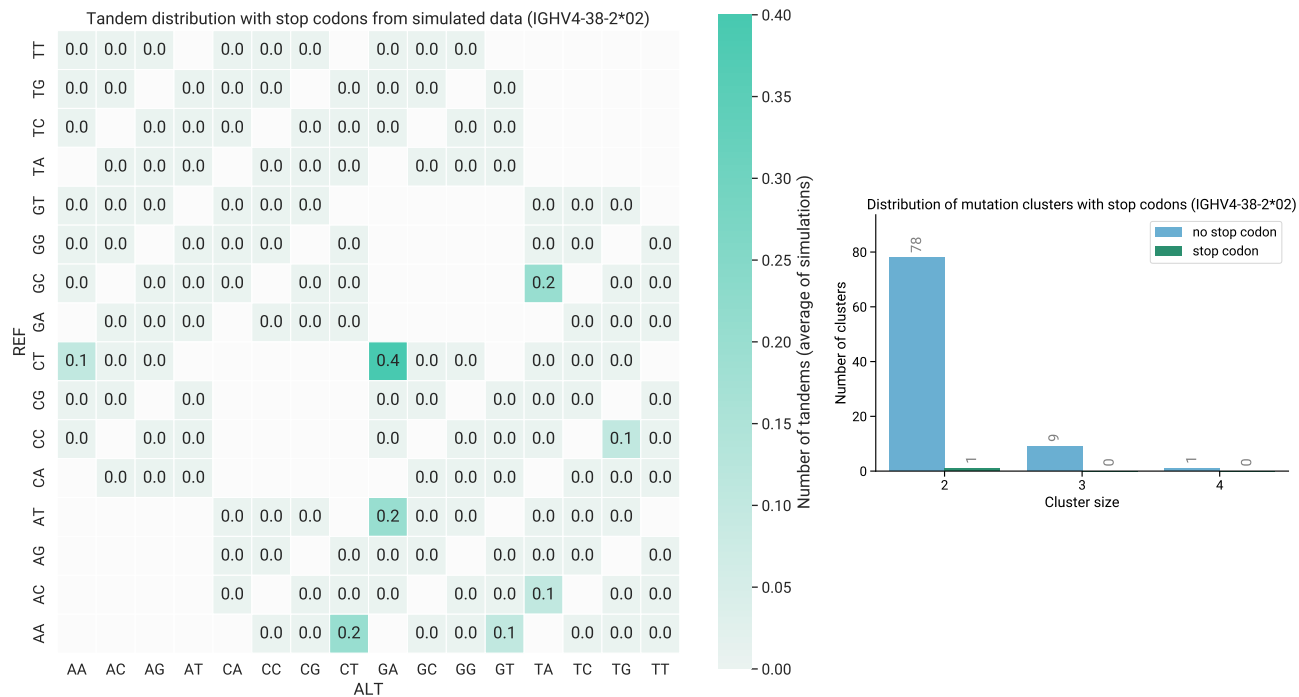 Tandem distribution with stop codons from simulated data (IGHV4-38-2*02)
REF
TT 0.0 0.0 0.0 0.0 0.0 0.0 0.0 0.0 0.0
TG 0.0 0.0 0.0 0.0 0.0 0.0 0.0 0.0 0.0
TC 0.0 0.0 0.0 0.0 0.0 0.0 0.0 0.0 0.0
TA 0.0 0.0 0.0 0.0 0.0 0.0 0.0 0.0 0.0
GT 0.0 0.0 0.0 0.0 0.0 0.0 0.0 0.0 0.0
GG 0.0 0.0 0.0 0.0 0.0 0.0 0.0 0.0 0.0
GC 0.0 0.0 0.0 0.0 0.0 0.0 0.2 0.0 0.0
GA 0.0 0.0 0.0 0.0 0.0 0.0 0.0 0.0 0.0
CT 0.1 0.0 0.0 0.4 0.0 0.0 0.0 0.0 0.0
CG 0.0 0.0 0.0 0.0 0.0 0.0 0.0 0.0 0.0
CC 0.0 0.0 0.0 0.0 0.0 0.0 0.0 0.1 0.0
CA 0.0 0.0 0.0 0.0 0.0 0.0 0.0 0.0 0.0
AT 0.0 0.0 0.0 0.2 0.0 0.0 0.0 0.0 0.0
AG 0.0 0.0 0.0 0.0 0.0 0.0 0.0 0.0 0.0
AC 0.0 0.0 0.0 0.0 0.0 0.0 0.1 0.0 0.0
AA 0.0 0.0 0.2 0.0 0.0 0.1 0.0 0.0 0.0
AA AC AG AT CA CC CG CT GA GC GG GT TA TC TG TT
ALT
0.40
0.35
0.30
0.25
0.20
0.15
0.10
0.05
0.00
Number of tandems (average of simulations)
Distribution of mutation clusters with stop codons (IGHV4-38-2*02)
no stop codon
stop codon
Number of clusters
80
60
40
20
0
78 1 9 0 1 0
2 3 4
Cluster size